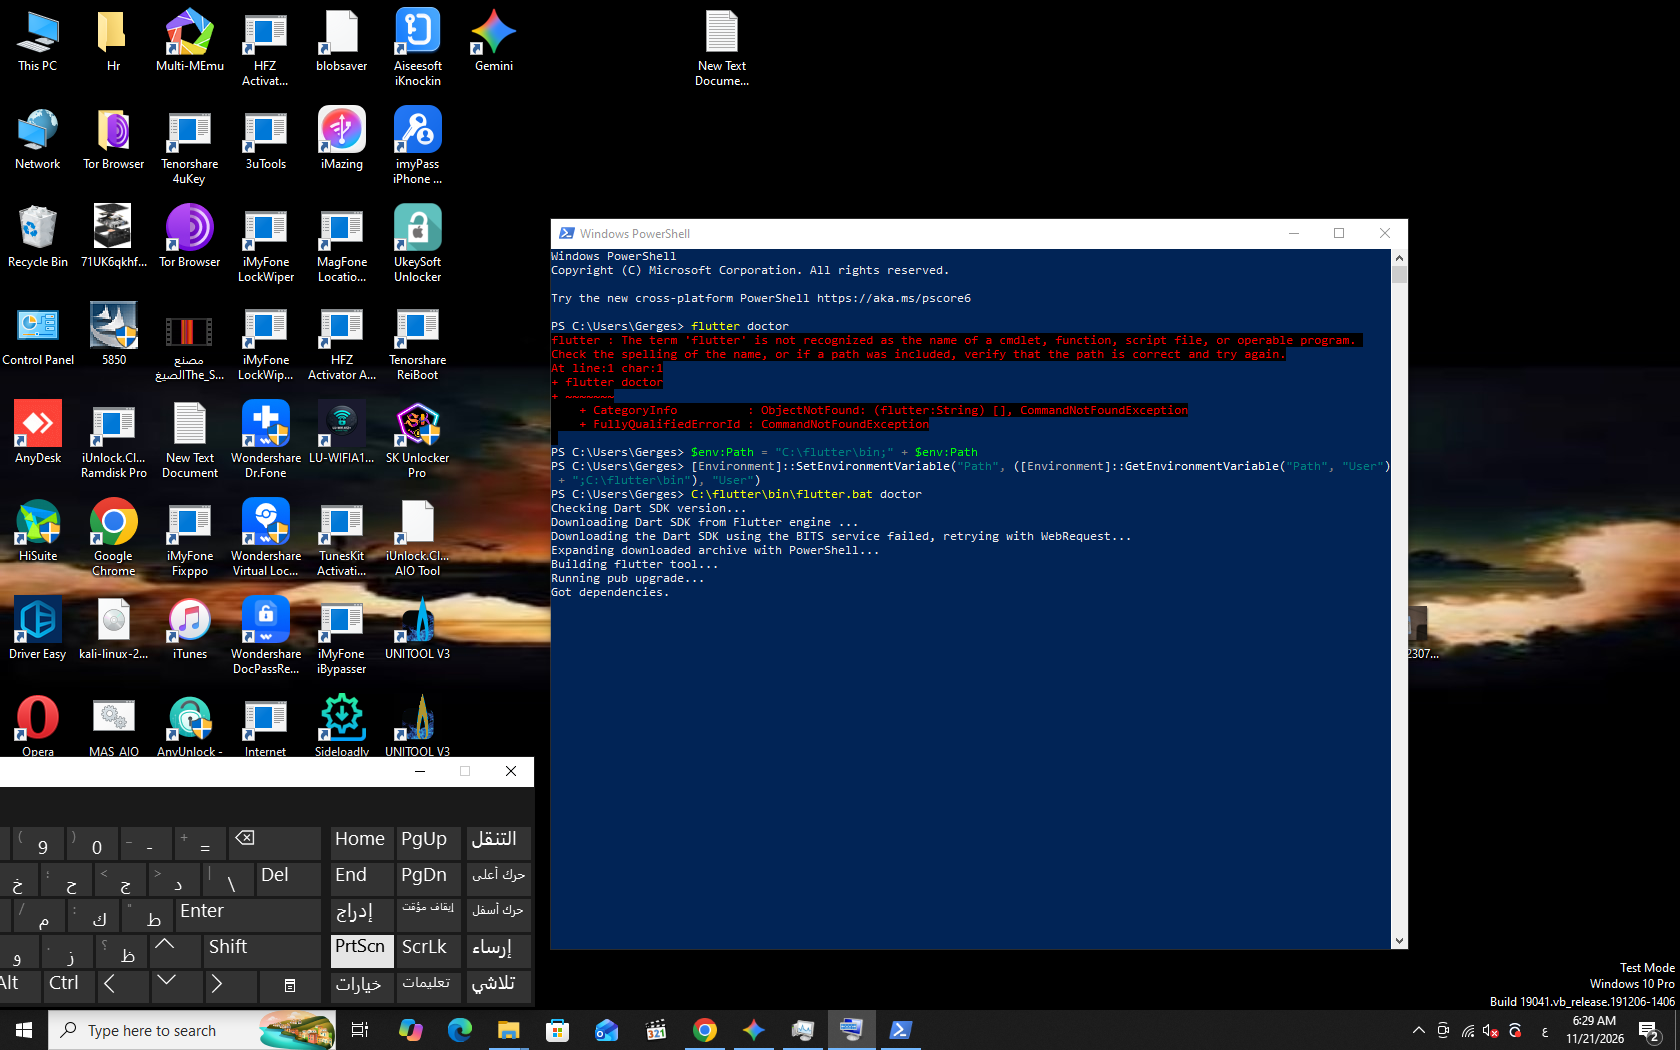 This PC
Hr
Multi-MEmu
HFZ
Activat...
blobsaver
Aiseesoft
iKnockin
Gemini
New Text
Docume...
Network
Tor Browser
Tenorshare
4uKey
3uTools
iMazing
imyPass
iPhone ...
Recycle Bin
71UK6qkhf...
Tor Browser
iMyFone
LockWiper
MagFone
Locatio...
UkeySoft
Unlocker
Control Panel
5850
مصنع
الصيغThe_S...
iMyFone
LockWip...
HFZ
Activator A...
Tenorshare
ReiBoot
AnyDesk
iUnlock.Cl...
Ramdisk Pro
New Text
Document
Wondershare
Dr.Fone
LU-WIFIA1...
SK Unlocker
Pro
HiSuite
Google
Chrome
iMyFone
Fixppo
Wondershare
Virtual Loc...
TunesKit
Activati...
iUnlock.Cl...
AIO Tool
Driver Easy
kali-linux-2...
iTunes
Wondershare
DocPassRe...
iMyFone
iBypasser
UNITOOL V3
Opera
MAS_AIO
AnyUnlock -
Internet
Sideloadly
UNITOOL V3
2307...
Windows PowerShell
Windows PowerShell
Copyright (C) Microsoft Corporation. All rights reserved.
Try the new cross-platform PowerShell https://aka.ms/pscore6
PS C:\Users\Gerges> flutter doctor
flutter : The term 'flutter' is not recognized as the name of a cmdlet, function, script file, or operable program.
Check the spelling of the name, or if a path was included, verify that the path is correct and try again.
At line:1 char:1
+ flutter doctor
+ ~~~~~~~
+ CategoryInfo          : ObjectNotFound: (flutter:String) [], CommandNotFoundException
+ FullyQualifiedErrorId : CommandNotFoundException
PS C:\Users\Gerges> $env:Path = "C:\flutter\bin;" + $env:Path
PS C:\Users\Gerges> [Environment]::SetEnvironmentVariable("Path", ([Environment]::GetEnvironmentVariable("Path", "User")
+ ";C:\flutter\bin"), "User")
PS C:\Users\Gerges> C:\flutter\bin\flutter.bat doctor
Checking Dart SDK version...
Downloading Dart SDK from Flutter engine ...
Downloading the Dart SDK using the BITS service failed, retrying with WebRequest...
Expanding downloaded archive with PowerShell...
Building flutter tool...
Running pub upgrade...
Got dependencies.
( 9 ) 0 _ - + = Home PgUp التنقل
خ ؛ ح < ج > د | \ Del End PgDn حرك أعلى
/ م : ك " ط Enter إدراج إيقاف مؤقت حرك أسفل
و . ز ؟ ظ Shift PrtScn ScrLk إرساء
Alt Ctrl خيارات تعليمات تلاشي
Test Mode
Windows 10 Pro
Build 19041.vb_release.191206-1406
Type here to search
321
ع
6:29 AM
11/21/2026
2